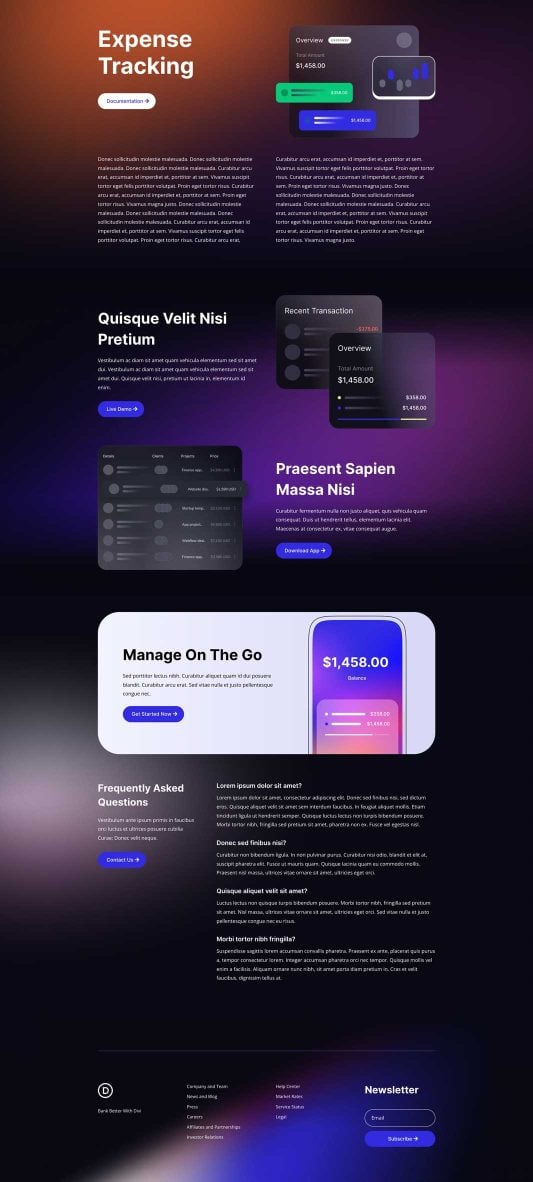 Expense
Tracking
Documentation →
Overview
Total Amount
$1,458.00
$358.00
$1,458.00
Donec sollicitudin molestie malesuada. Donec sollicitudin molestie
malesuada. Donec sollicitudin molestie malesuada. Curabitur arcu
erat, accumsan id imperdiet et, porttitor at sem. Vivamus suscipit
tortor eget felis porttitor volutpat. Proin eget tortor risus. Curabitur
arcu erat, accumsan id imperdiet et, porttitor at sem. Proin eget
tortor risus. Vivamus magna justo. Donec sollicitudin molestie
malesuada. Donec sollicitudin molestie malesuada. Donec
sollicitudin molestie malesuada. Curabitur arcu erat, accumsan id
imperdiet et, porttitor at sem. Vivamus suscipit tortor eget felis
porttitor volutpat. Proin eget tortor risus. Curabitur arcu erat,
Curabitur arcu erat, accumsan id imperdiet et, porttitor at sem.
Vivamus suscipit tortor eget felis porttitor volutpat. Proin eget tortor
risus. Curabitur arcu erat, accumsan id imperdiet et, porttitor at
sem. Proin eget tortor risus. Vivamus magna justo. Donec
sollicitudin molestie malesuada. Donec sollicitudin molestie
malesuada. Donec sollicitudin molestie malesuada. Curabitur arcu
erat, accumsan id imperdiet et, porttitor at sem. Vivamus suscipit
tortor eget felis porttitor volutpat. Proin eget tortor risus. Curabitur
arcu erat, accumsan id imperdiet et, porttitor at sem. Proin eget
tortor risus. Vivamus magna justo.
Quisque Velit Nisi
Pretium
Vestibulum ac diam sit amet quam vehicula elementum sed sit amet
dui. Vestibulum ac diam sit amet quam vehicula elementum sed sit
amet dui. Quisque velit nisi, pretium ut lacinia in, elementum id
enim.
Live Demo →
Recent Transaction
-$378.00
Overview
Total Amount
$1,458.00
$358.00
$1,458.00
Details Clients Projects Price
Finance app..
Website des..
Startup temp..
App project..
Webflow dev..
Finance app..
Praesent Sapien
Massa Nisi
Curabitur fermentum nulla non justo aliquet, quis vehicula quam
consequat. Duis ut hendrerit tellus, elementum lacinia elit.
Maecenas at consectetur ex, vitae consequat augue.
Download App →
Manage On The Go
Sed porttitor lectus nibh. Curabitur aliquet quam id dui posuere
blandit. Curabitur arcu erat. Sed vitae nulla et justo pellentesque
congue nec.
Get Started Now →
$1,458.00
Balance
$358.00
$1,458.00
Frequently Asked
Questions
Vestibulum ante ipsum primis in faucibus
orci luctus et ultrices posuere cubilia
Curae; Donec velit neque.
Contact Us →
Lorem ipsum dolor sit amet?
Lorem ipsum dolor sit amet, consectetur adipiscing elit. Donec sed finibus nisi, sed dictum
eros. Quisque aliquet velit sit amet sem interdum faucibus. In feugiat aliquet mollis. Etiam
tincidunt ligula ut hendrerit semper. Quisque luctus lectus non turpis bibendum posuere.
Morbi tortor nibh, fringilla sed pretium sit amet, pharetra non ex. Fusce vel egestas nisl.
Donec sed finibus nisi?
Curabitur non bibendum ligula. In non pulvinar purus. Curabitur nisi odio, blandit et elit at,
suscipit pharetra elit. Fusce ut mauris quam. Quisque lacinia quam eu commodo mollis.
Praesent nisl massa, ultrices vitae ornare sit amet, ultricies eget orci.
Quisque aliquet velit sit amet?
Luctus lectus non quisque turpis bibendum posuere. Morbi tortor nibh, fringilla sed pretium
sit amet. Nisl massa, ultrices vitae ornare sit amet, ultricies eget orci. Sed vitae nulla et justo
pellentesque congue nec eu risus.
Morbi tortor nibh fringilla?
Suspendisse sagittis lorem accumsan convallis pharetra. Praesent ex ante, placerat quis purus
a, tempor consectetur lorem. Integer accumsan pharetra orci nec tempor. Quisque mollis vel
enim a facilisis. Aliquam ornare nunc nibh, sit amet porta diam pretium in. Cras et velit
faucibus, dignissim tellus at.
D
Bank Better With Divi
Company and Team
News and Blog
Press
Careers
Affiliates and Partnerships
Investor Relations
Help Center
Market Rates
Service Status
Legal
Newsletter
Email
Subscribe →